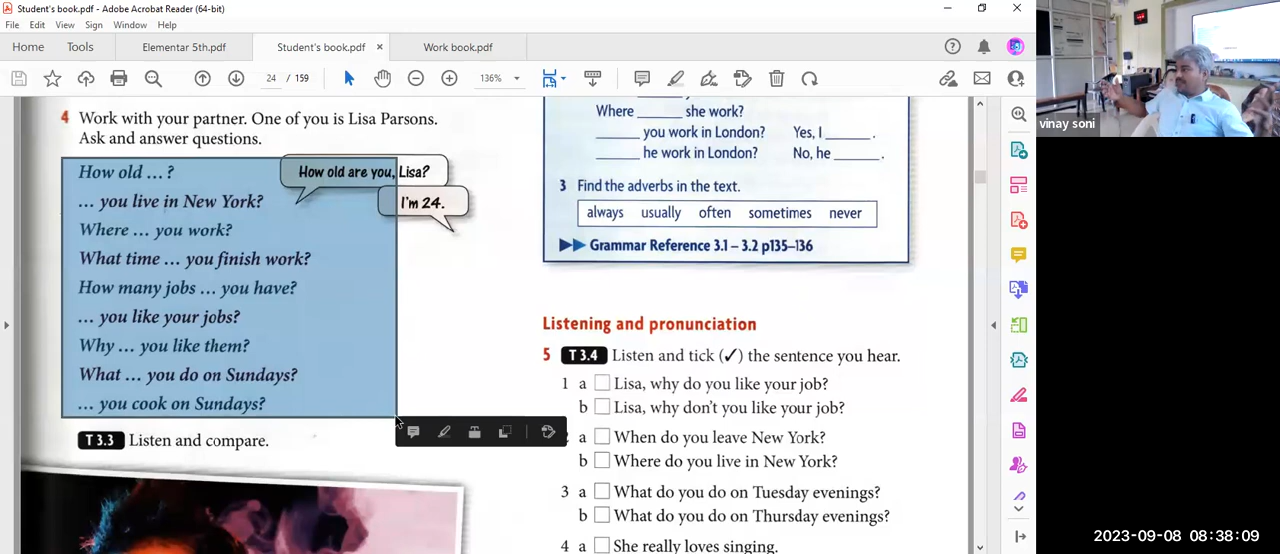 Student's book.pdf - Adobe Acrobat Reader (64-bit)
File Edit View Sign Window Help
Home Tools Elementar 5th.pdf Student's book.pdf × Work book.pdf
24 / 159 136%
4 Work with your partner. One of you is Lisa Parsons.
Ask and answer questions.
How old … ?
How old are you, Lisa?
… you live in New York?
I'm 24.
Where … you work?
What time … you finish work?
How many jobs … you have?
… you like your jobs?
Why … you like them?
What … you do on Sundays?
… you cook on Sundays?
T 3.3 Listen and compare.
Where ______ she work?
______ you work in London? Yes, I ______ .
______ he work in London? No, he ______ .
3 Find the adverbs in the text.
always usually often sometimes never
Grammar Reference 3.1 – 3.2 p135–136
Listening and pronunciation
5 T 3.4 Listen and tick (✓) the sentence you hear.
1 a Lisa, why do you like your job?
b Lisa, why don't you like your job?
a When do you leave New York?
b Where do you live in New York?
3 a What do you do on Tuesday evenings?
b What do you do on Thursday evenings?
4 a She really loves singing.
vinay soni
2023-09-08 08:38:09